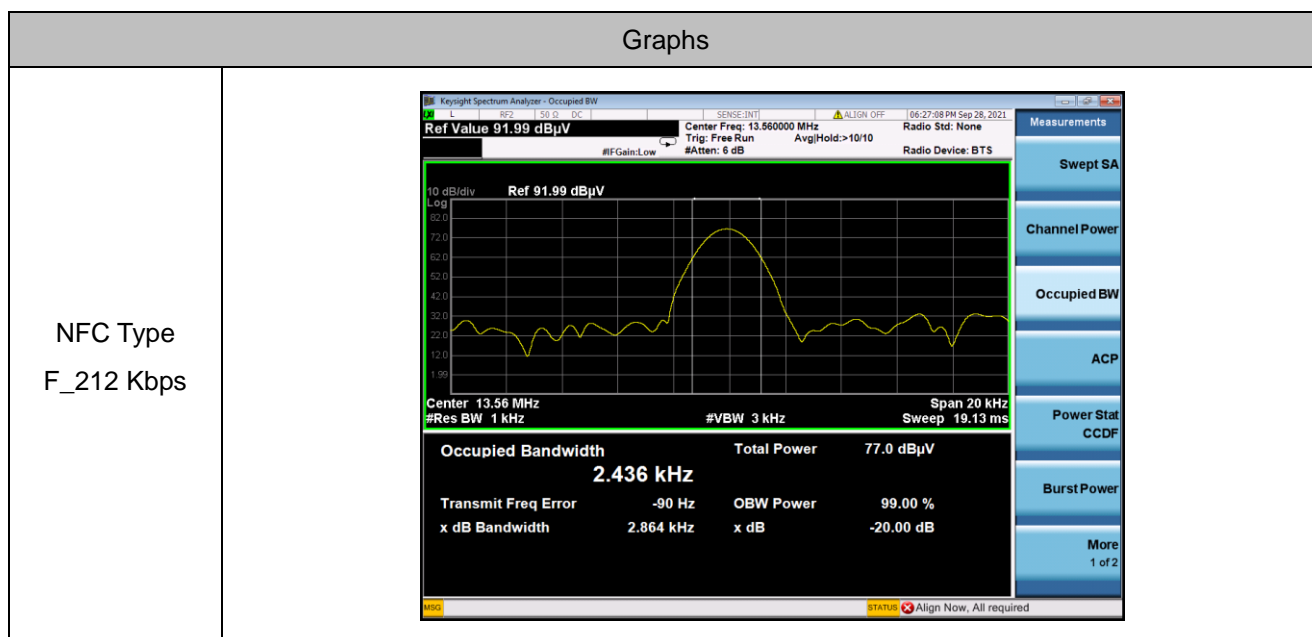 Graphs
NFC Type
F_212 Kbps
Keysight Spectrum Analyzer - Occupied BW
L RF2 50 Ω DC SENSE:INT ALIGN OFF 06:27:08 PM Sep 28, 2021
Ref Value 91.99 dBµV Center Freq: 13.560000 MHz Radio Std: None
Trig: Free Run Avg|Hold:>10/10
#IFGain:Low #Atten: 6 dB Radio Device: BTS
10 dB/div Ref 91.99 dBµV
Log
82.0
72.0
62.0
52.0
42.0
32.0
22.0
12.0
1.99
Center 13.56 MHz Span 20 kHz
#Res BW 1 kHz #VBW 3 kHz Sweep 19.13 ms
Occupied Bandwidth Total Power 77.0 dBµV
2.436 kHz
Transmit Freq Error -90 Hz OBW Power 99.00 %
x dB Bandwidth 2.864 kHz x dB -20.00 dB
MSG STATUS Align Now, All required
Measurements
Swept SA
Channel Power
Occupied BW
ACP
Power Stat
CCDF
Burst Power
More
1 of 2